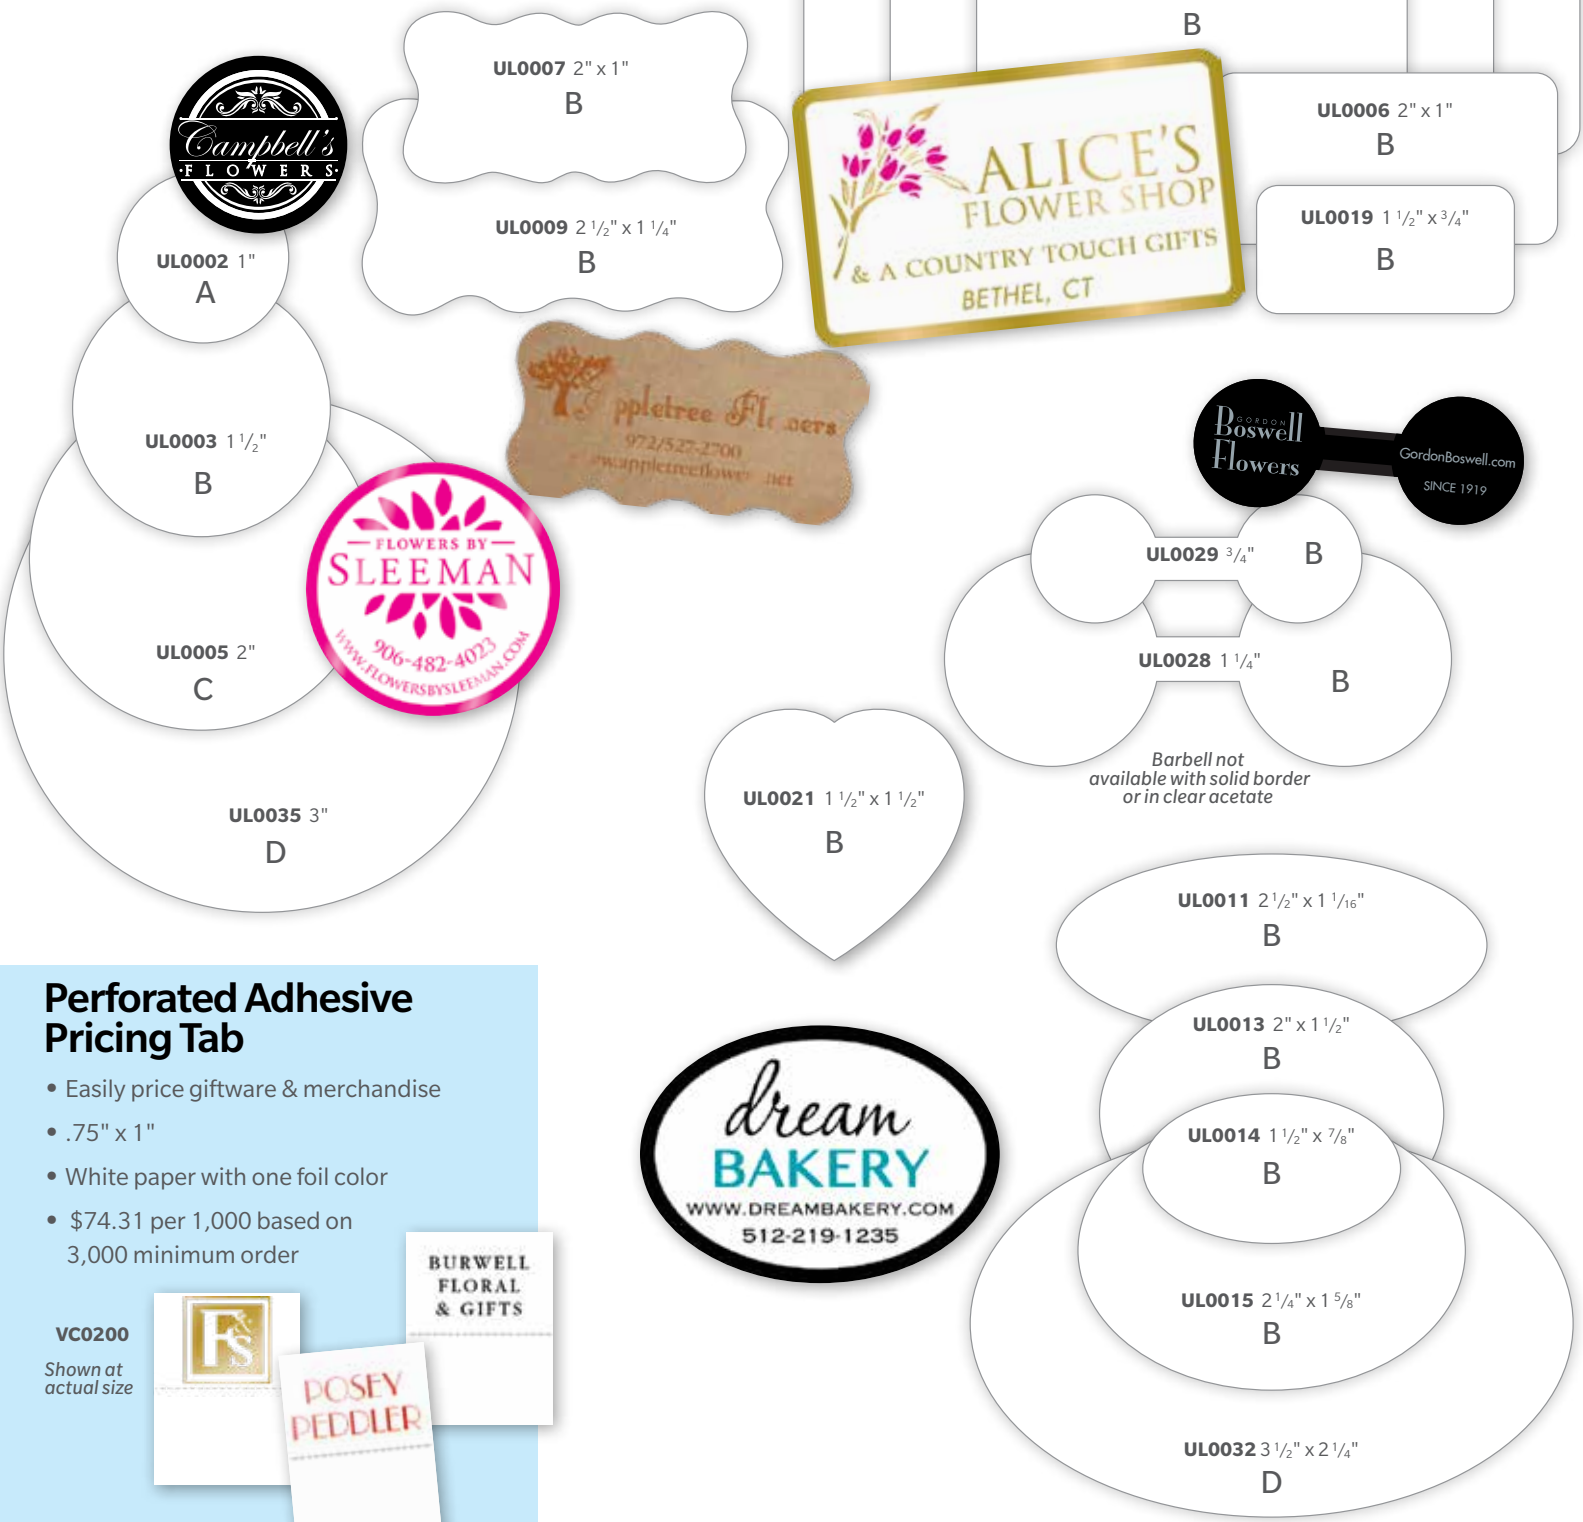 B
UL0007 2" x 1"
B
UL0009 2 1/2" x 1 1/4"
B
Campbell's
FLOWERS
UL0002 1"
A
UL0003 1 1/2"
B
UL0005 2"
C
UL0035 3"
D
ALICE'S
FLOWER SHOP
& A COUNTRY TOUCH GIFTS
BETHEL, CT
UL0006 2" x 1"
B
UL0019 1 1/2" x 3/4"
B
972/527-2700
FLOWERS BY
SLEEMAN
906-482-4023
WWW.FLOWERSBYSLEEMAN.COM
GORDON
Boswell
Flowers
GordonBoswell.com
SINCE 1919
UL0029 3/4"
B
UL0028 1 1/4"
B
Barbell not
available with solid border
or in clear acetate
UL0021 1 1/2" x 1 1/2"
B
UL0011 2 1/2" x 1 1/16"
B
UL0013 2" x 1 1/2"
B
UL0014 1 1/2" x 7/8"
B
UL0015 2 1/4" x 1 5/8"
B
UL0032 3 1/2" x 2 1/4"
D
dream
BAKERY
WWW.DREAMBAKERY.COM
512-219-1235
Perforated Adhesive
Pricing Tab
• Easily price giftware & merchandise
• .75" x 1"
• White paper with one foil color
• $74.31 per 1,000 based on
3,000 minimum order
VC0200
Shown at
actual size
F&S
POSEY
PEDDLER
BURWELL
FLORAL
& GIFTS